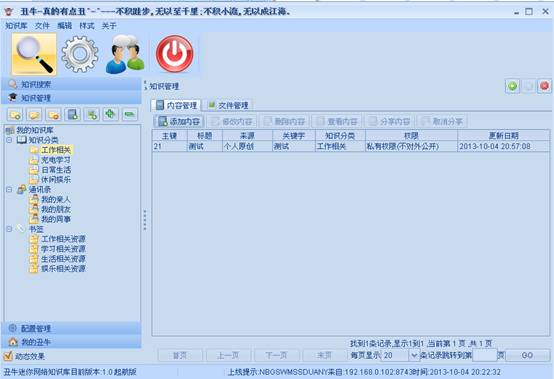 丑牛-真的有点丑^-^---不积跬步,无以至千里;不积小流,无以成江海。
知识库 文件 编辑 样式 关于
知识搜索
知识管理
我的知识库
知识分类
工作相关
充电学习
日常生活
休闲娱乐
通讯录
我的亲人
我的朋友
我的同事
书签
工作相关资源
学习相关资源
生活相关资源
娱乐相关资源
配置管理
我的丑牛
动态效果
知识管理
内容管理 文件管理
添加内容 修改内容 删除内容 查看内容 分享内容 取消分享
主键 标题 来源 关键字 知识分类 权限 更新日期
21 测试 个人原创 测试 工作相关 私有权限(不对外公开) 2013-10-04 20:57:08
找到1条记录,显示1到1 ,当前第 1 页 ,共 1 页
首页 上一页 下一页 末页 每页显示 20 条记录跳转到第 页 GO
丑牛迷你网络知识库目前版本:1.0 起航版 上线提示:NBGSWMSSDUANY来自:192.168.0.102:8743时间:2013-10-04 20:22:32